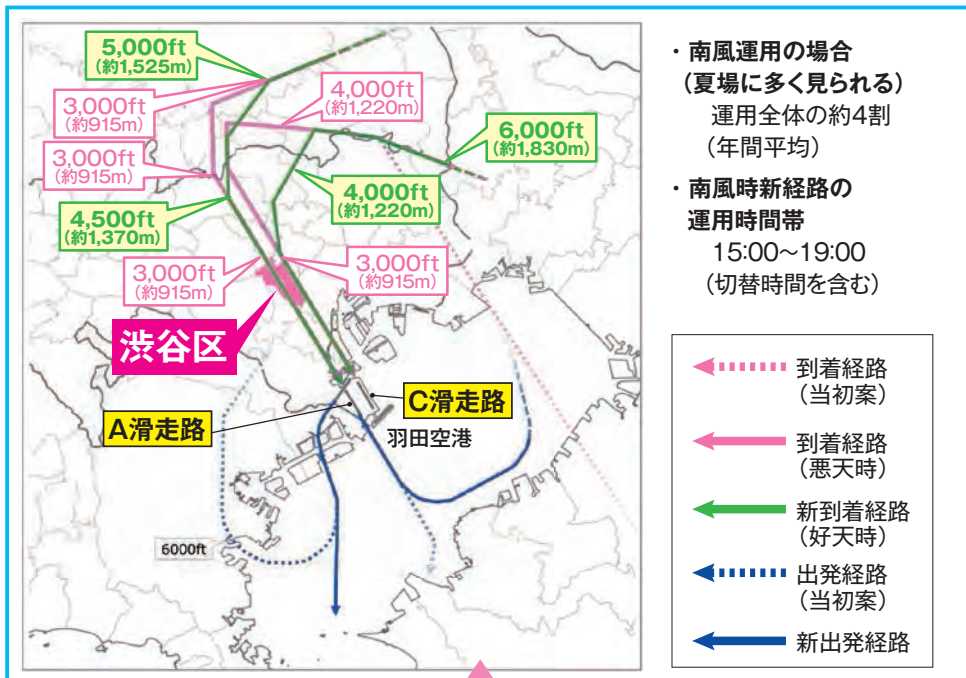 5,000ft
(約1,525m)
3,000ft
(約915m)
4,000ft
(約1,220m)
6,000ft
(約1,830m)
3,000ft
(約915m)
4,000ft
(約1,220m)
4,500ft
(約1,370m)
3,000ft
(約915m)
3,000ft
(約915m)
渋谷区
C滑走路
A滑走路
羽田空港
6000ft
・南風運用の場合
(夏場に多く見られる)
運用全体の約4割
(年間平均)
・南風時新経路の
運用時間帯
15:00〜19:00
(切替時間を含む)
到着経路
(当初案)
到着経路
(悪天時)
新到着経路
(好天時)
出発経路
(当初案)
新出発経路